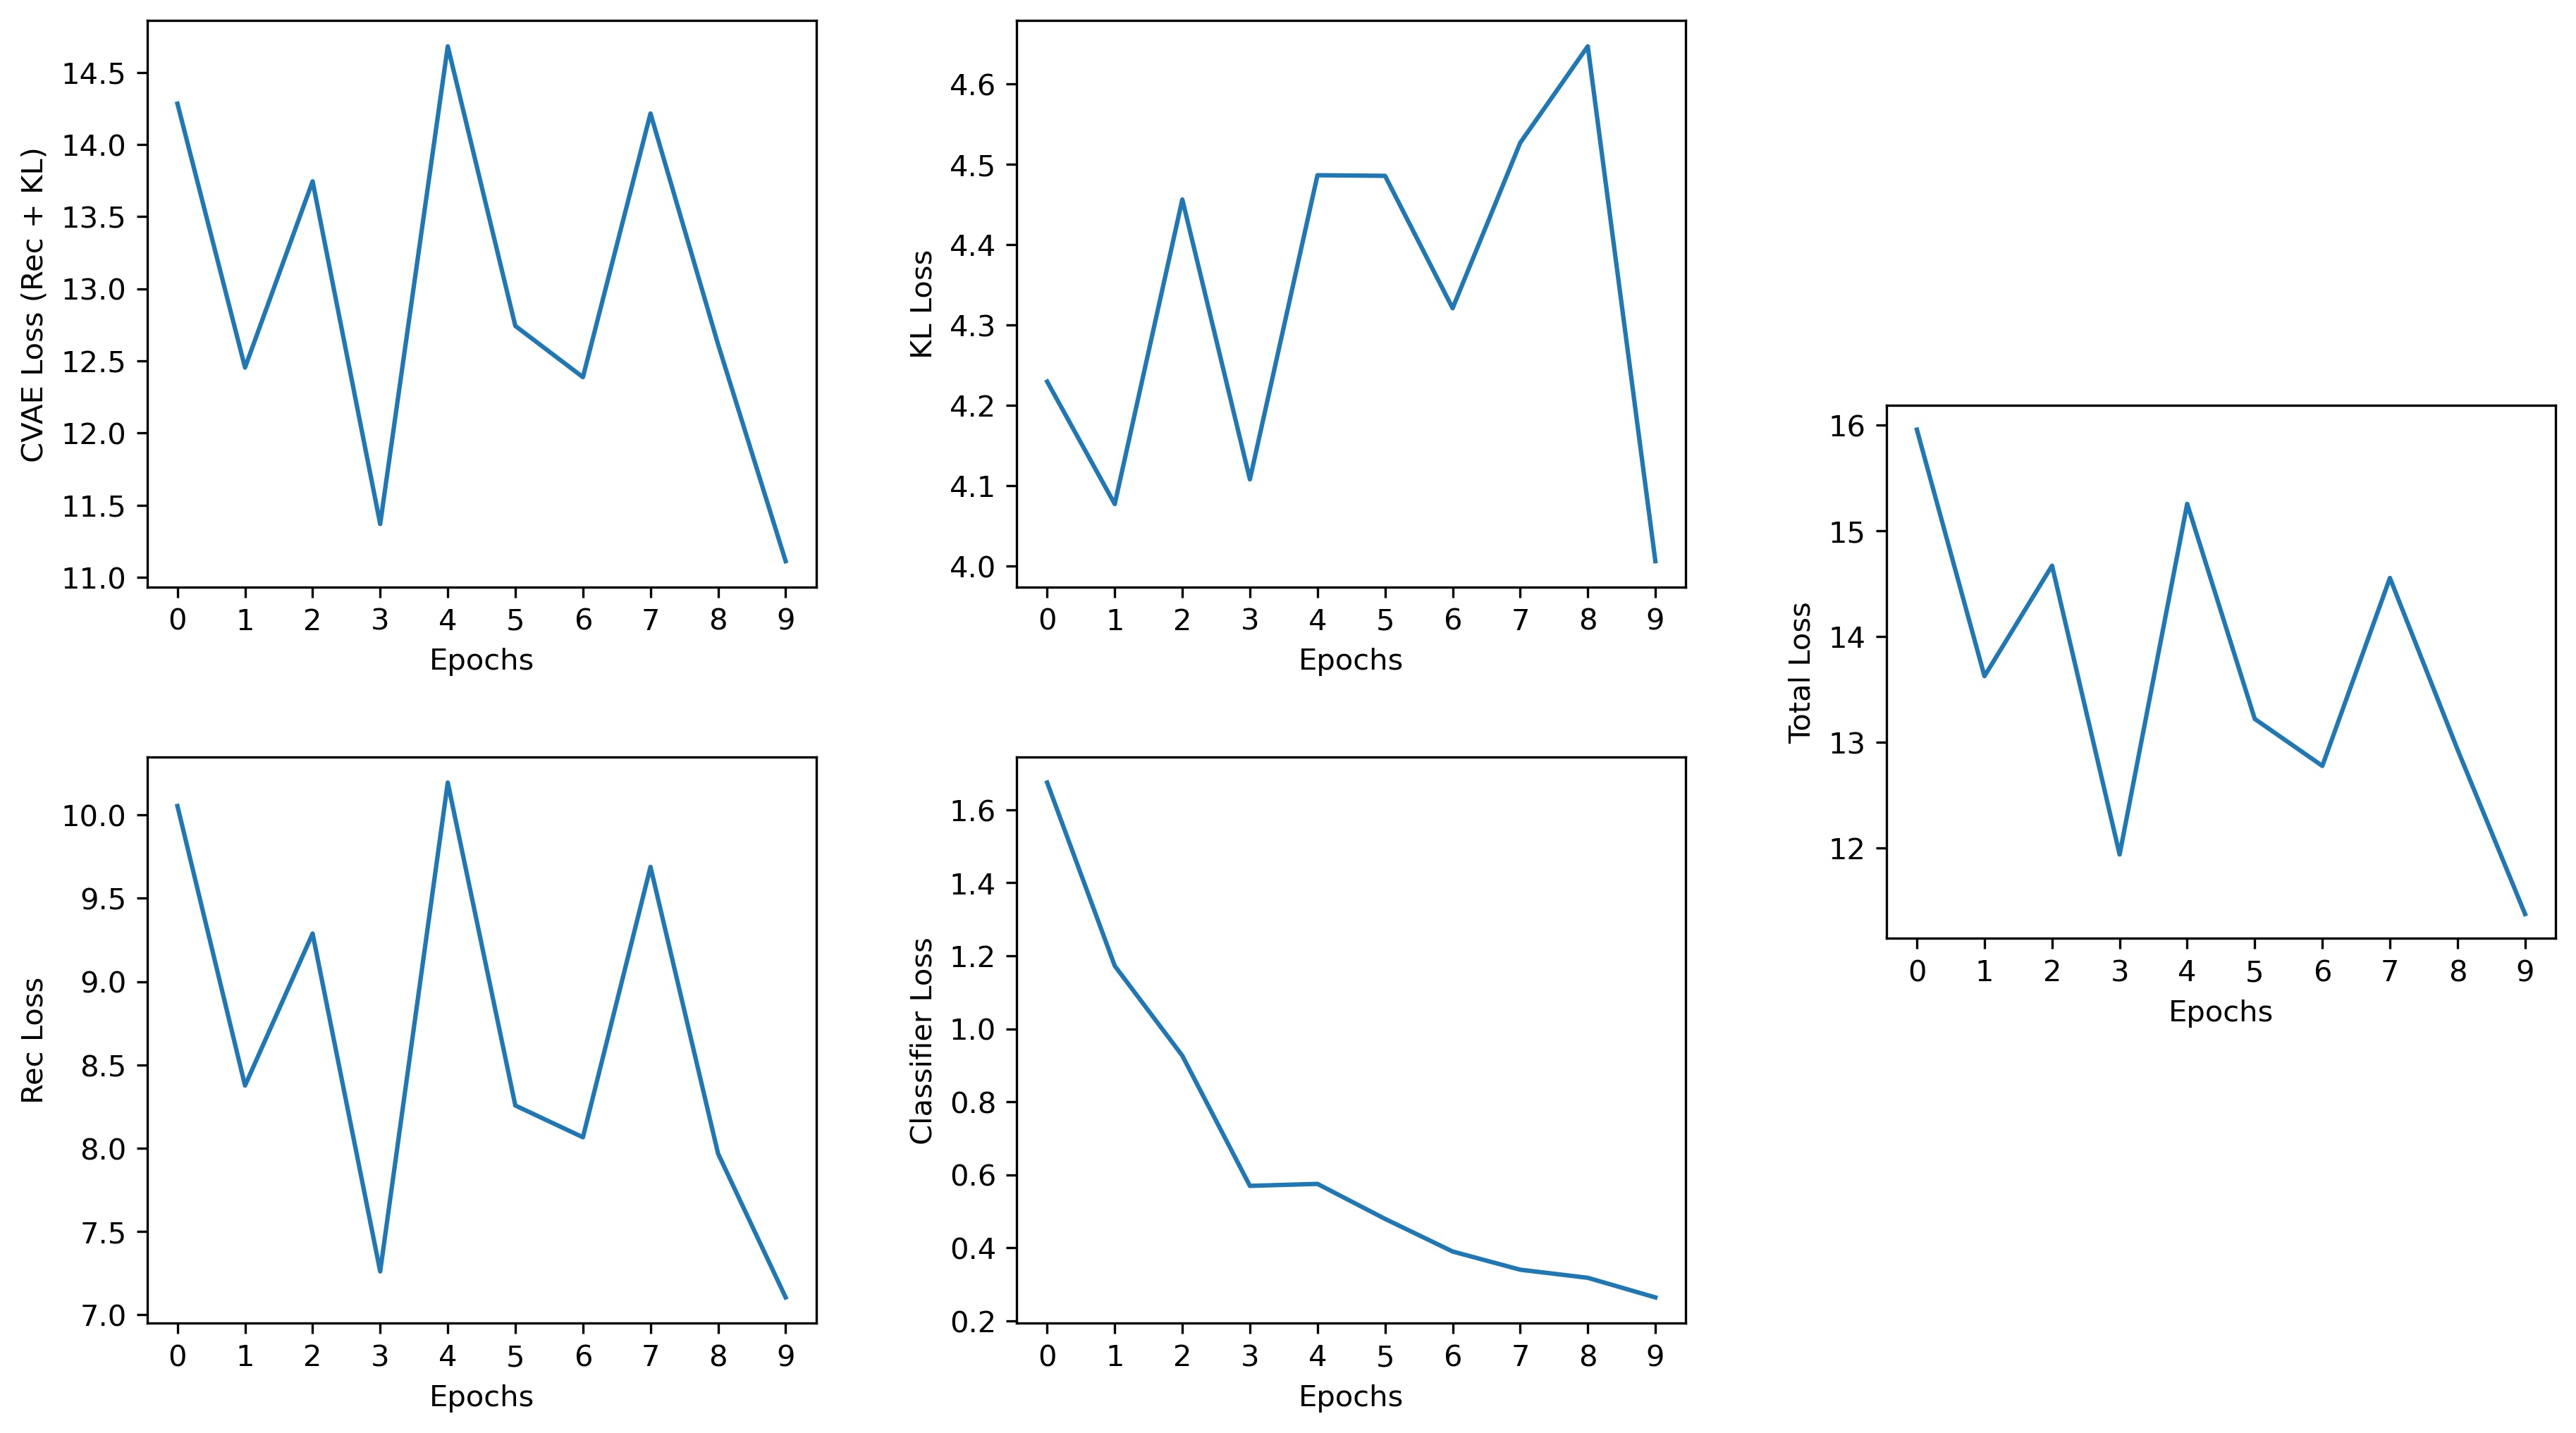 CVAE Loss (Rec + KL)
14.5
14.0
13.5
13.0
12.5
12.0
11.5
11.0
0 1 2 3 4 5 6 7 8 9
Epochs
KL Loss
4.6
4.5
4.4
4.3
4.2
4.1
4.0
0 1 2 3 4 5 6 7 8 9
Epochs
Rec Loss
10.0
9.5
9.0
8.5
8.0
7.5
7.0
0 1 2 3 4 5 6 7 8 9
Epochs
Classifier Loss
1.6
1.4
1.2
1.0
0.8
0.6
0.4
0.2
0 1 2 3 4 5 6 7 8 9
Epochs
Total Loss
16
15
14
13
12
0 1 2 3 4 5 6 7 8 9
Epochs